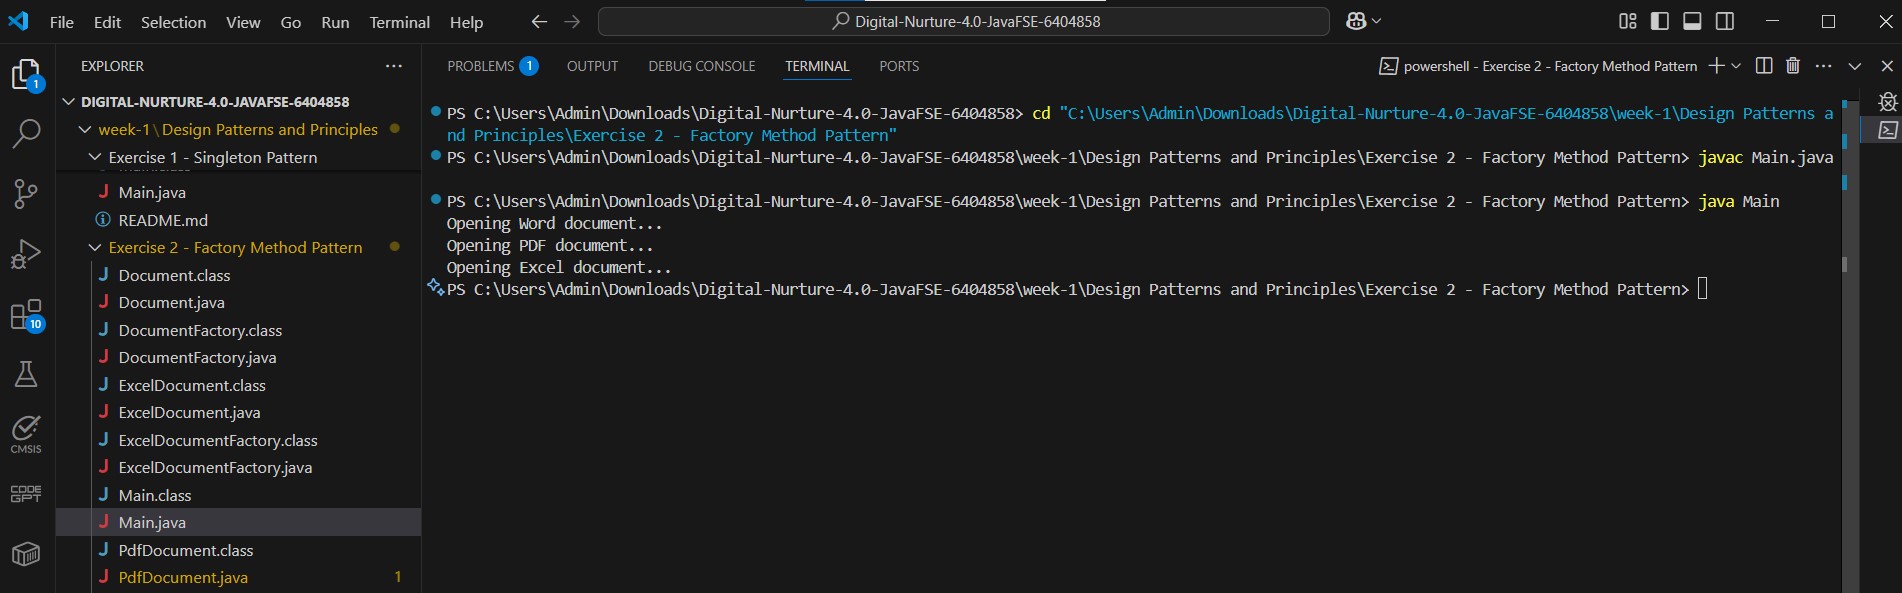 File Edit Selection View Go Run Terminal Help
Digital-Nurture-4.0-JavaFSE-6404858
1
10
CMSIS
CODE
GPT
EXPLORER
DIGITAL-NURTURE-4.0-JAVAFSE-6404858
week-1\Design Patterns and Principles
Exercise 1 - Singleton Pattern
J Main.java
README.md
Exercise 2 - Factory Method Pattern
J Document.class
J Document.java
J DocumentFactory.class
J DocumentFactory.java
J ExcelDocument.class
J ExcelDocument.java
J ExcelDocumentFactory.class
J ExcelDocumentFactory.java
J Main.class
J Main.java
J PdfDocument.class
J PdfDocument.java 1
PROBLEMS 1 OUTPUT DEBUG CONSOLE TERMINAL PORTS
powershell - Exercise 2 - Factory Method Pattern
PS C:\Users\Admin\Downloads\Digital-Nurture-4.0-JavaFSE-6404858> cd "C:\Users\Admin\Downloads\Digital-Nurture-4.0-JavaFSE-6404858\week-1\Design Patterns a
nd Principles\Exercise 2 - Factory Method Pattern"
PS C:\Users\Admin\Downloads\Digital-Nurture-4.0-JavaFSE-6404858\week-1\Design Patterns and Principles\Exercise 2 - Factory Method Pattern> javac Main.java
PS C:\Users\Admin\Downloads\Digital-Nurture-4.0-JavaFSE-6404858\week-1\Design Patterns and Principles\Exercise 2 - Factory Method Pattern> java Main
Opening Word document...
Opening PDF document...
Opening Excel document...
PS C:\Users\Admin\Downloads\Digital-Nurture-4.0-JavaFSE-6404858\week-1\Design Patterns and Principles\Exercise 2 - Factory Method Pattern>